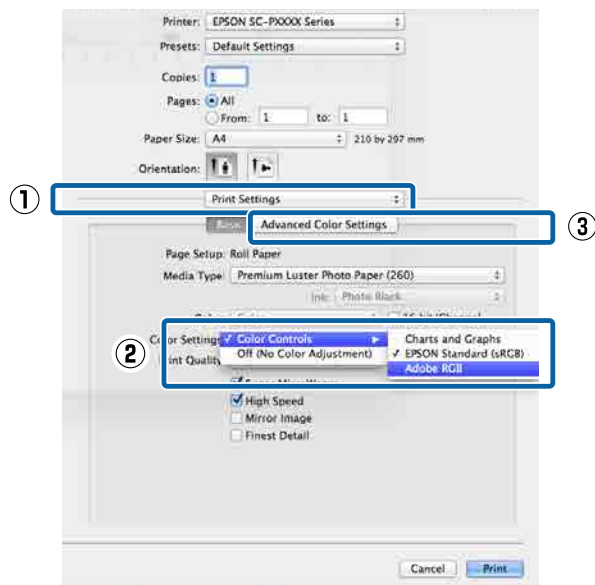 Printer: EPSON SC-PXXXX Series
Presets: Default Settings
Copies: 1
Pages: All
From: 1 to: 1
Paper Size: A4 210 by 297 mm
Orientation:
① Print Settings
Advanced Color Settings ③
Page Setup: Roll Paper
Media Type: Premium Luster Photo Paper (260)
Ink: Photo Black
16 bit/Channel
② Color Settings ✓ Color Controls ▶ Charts and Graphs
Off (No Color Adjustment) ✓ EPSON Standard (sRGB)
Print Quality Adobe RGB
High Speed
Mirror Image
Finest Detail
Cancel Print